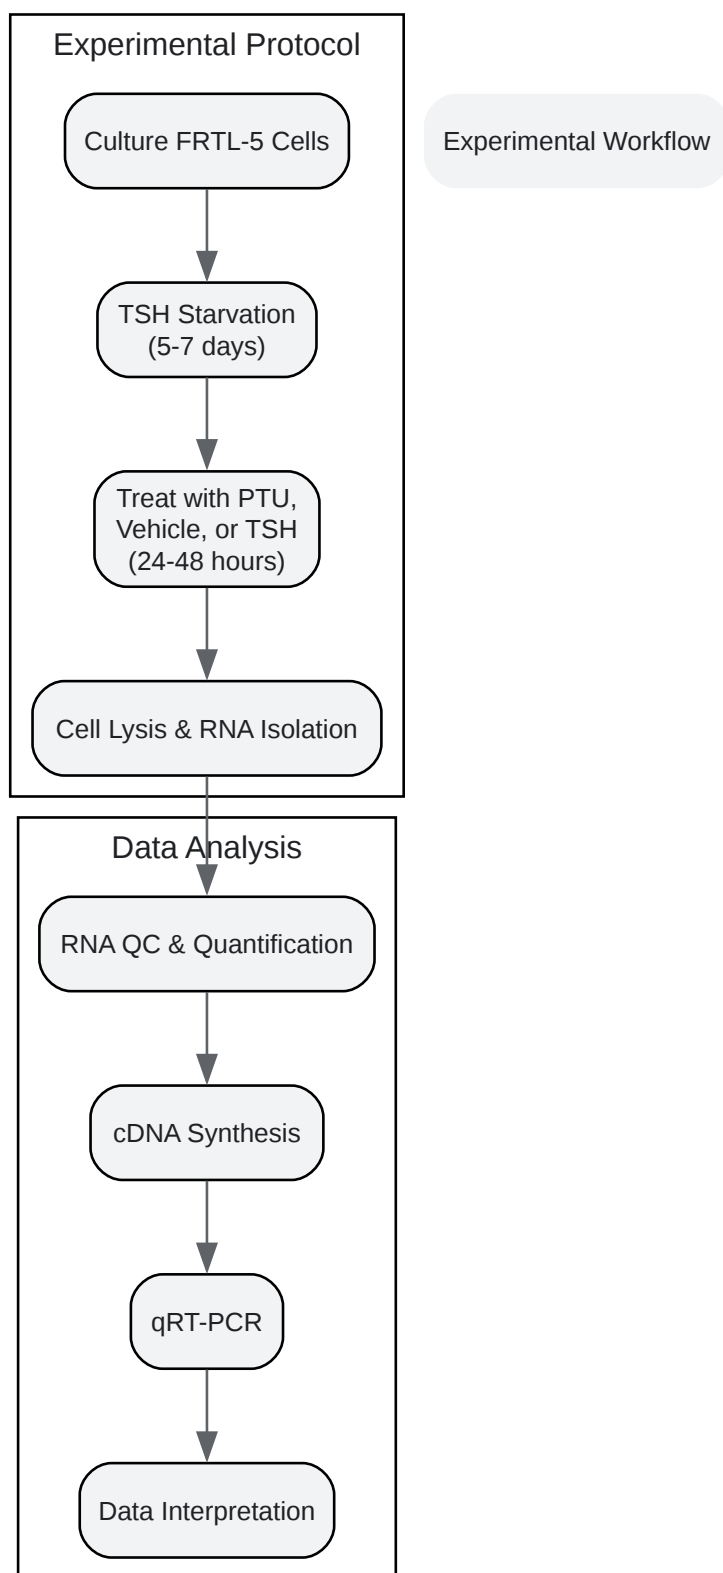 Experimental Protocol
Culture FRTL-5 Cells
Experimental Workflow
TSH Starvation
(5-7 days)
Treat with PTU,
Vehicle, or TSH
(24-48 hours)
Cell Lysis & RNA Isolation
Data Analysis
RNA QC & Quantification
cDNA Synthesis
qRT-PCR
Data Interpretation